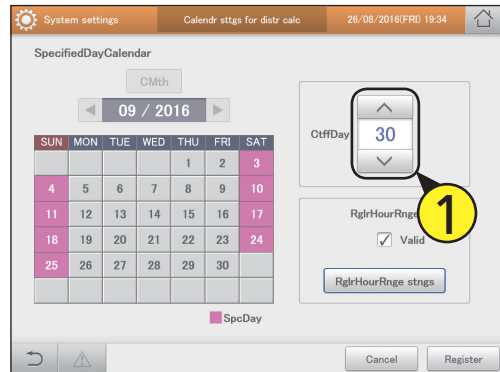 System settings Calendr sttgs for distr calc 26/08/2016(FRI) 19:34
SpecifiedDayCalendar
CMth
09 / 2016
SUN MON TUE WED THU FRI SAT
1 2 3
4 5 6 7 8 9 10
11 12 13 14 15 16 17
18 19 20 21 22 23 24
25 26 27 28 29 30
SpcDay
CtffDay 30
1
RglrHourRnge
Valid
RglrHourRnge stngs
Cancel Register